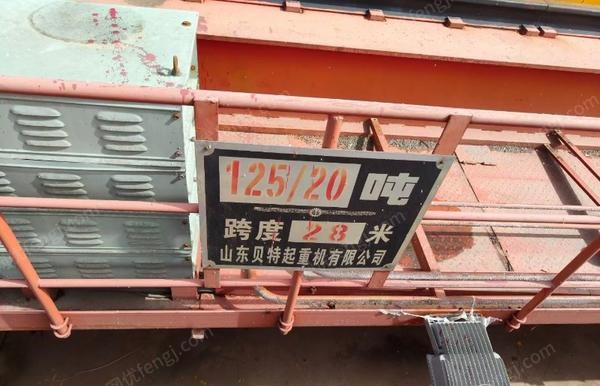 125/20 吨
跨度 28 米
山东贝特起重机有限公司